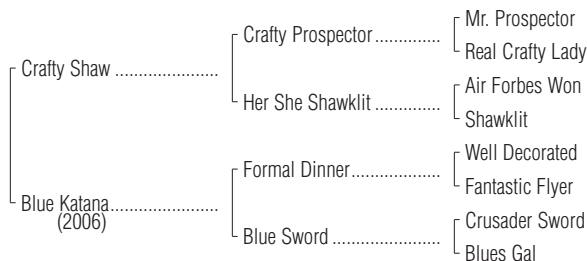 Mr. Prospector
Crafty Prospector ..............
Real Crafty Lady
Crafty Shaw ......................
Air Forbes Won
Her She Shawklit ..............
Shawklit
Well Decorated
Formal Dinner ...................
Fantastic Flyer
Blue Katana.......................
(2006)
Crusader Sword
Blue Sword .......................
Blues Gal